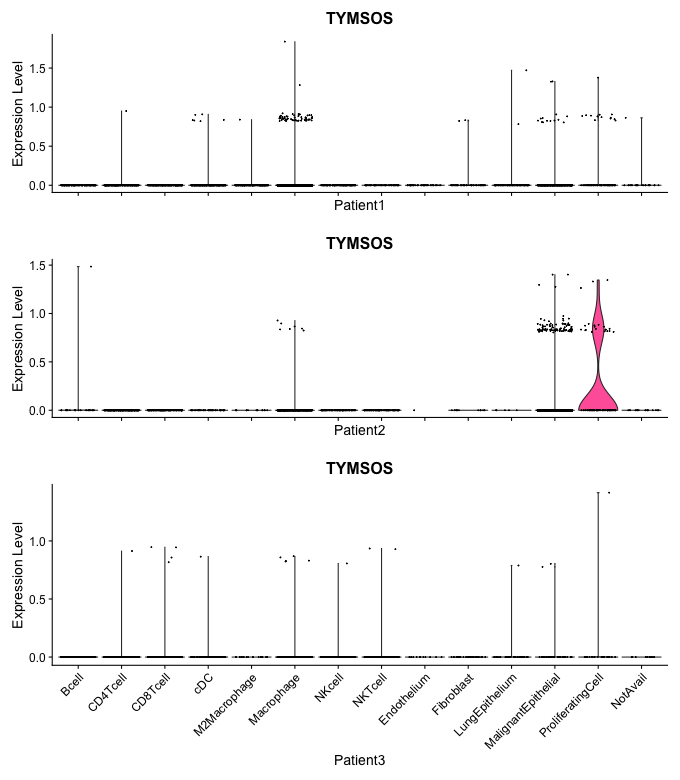 TYMSOS
Expression Level
1.5
1.0
0.5
0.0
Patient1
TYMSOS
Expression Level
1.5
1.0
0.5
0.0
Patient2
TYMSOS
Expression Level
1.0
0.5
0.0
Bcell
CD4Tcell
CD8Tcell
cDC
M2Macrophage
Macrophage
NKcell
NKTcell
Endothelium
Fibroblast
LungEpithelium
MalignantEpithelial
ProliferatingCell
NotAvail
Patient3